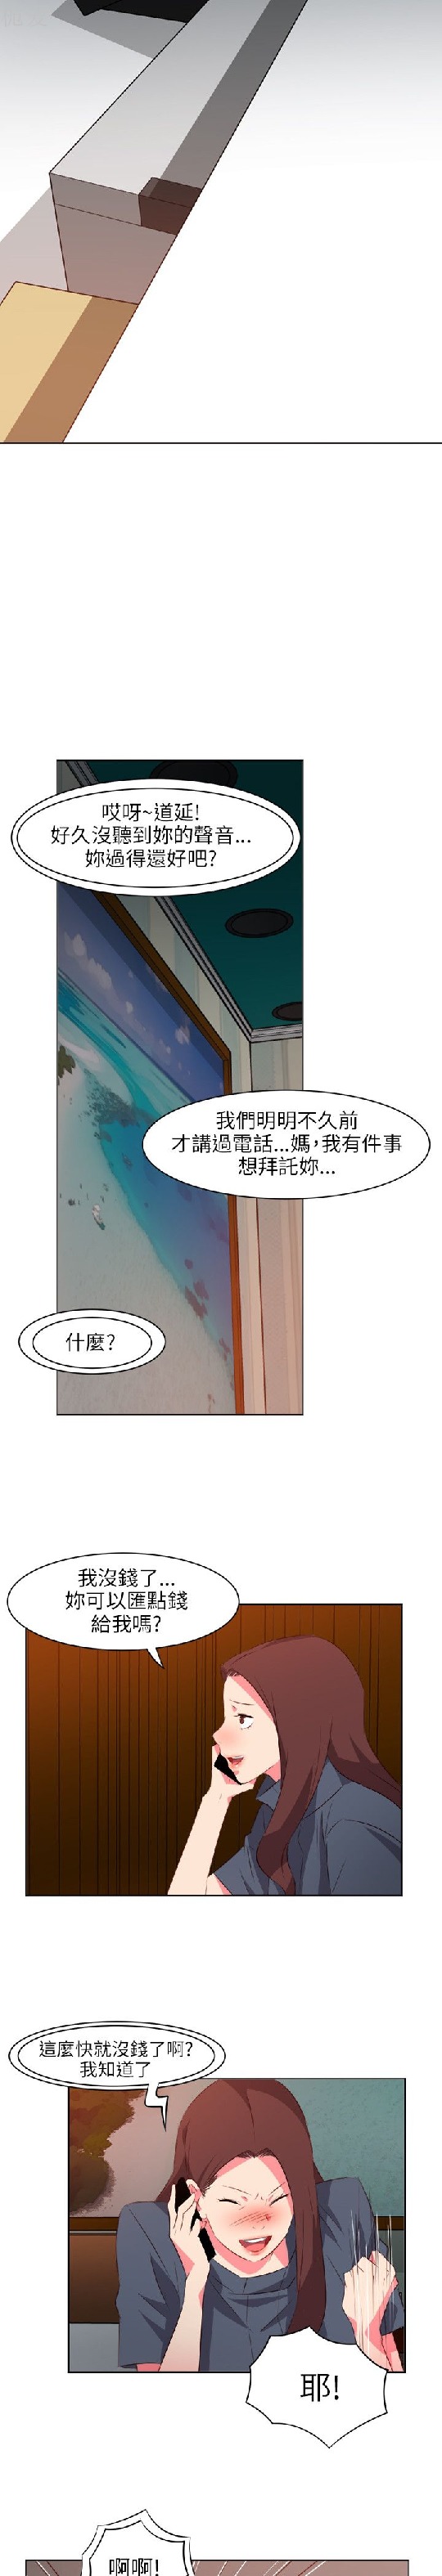 哎呀~道延!
好久沒聽到妳的聲音...
妳過得還好吧?
我們明明不久前
才講過電話...媽,我有件事
想拜託妳...
什麼?
我沒錢了...
妳可以匯點錢
給我嗎?
這麼快就沒錢了啊?
我知道了
耶!
啊啊!